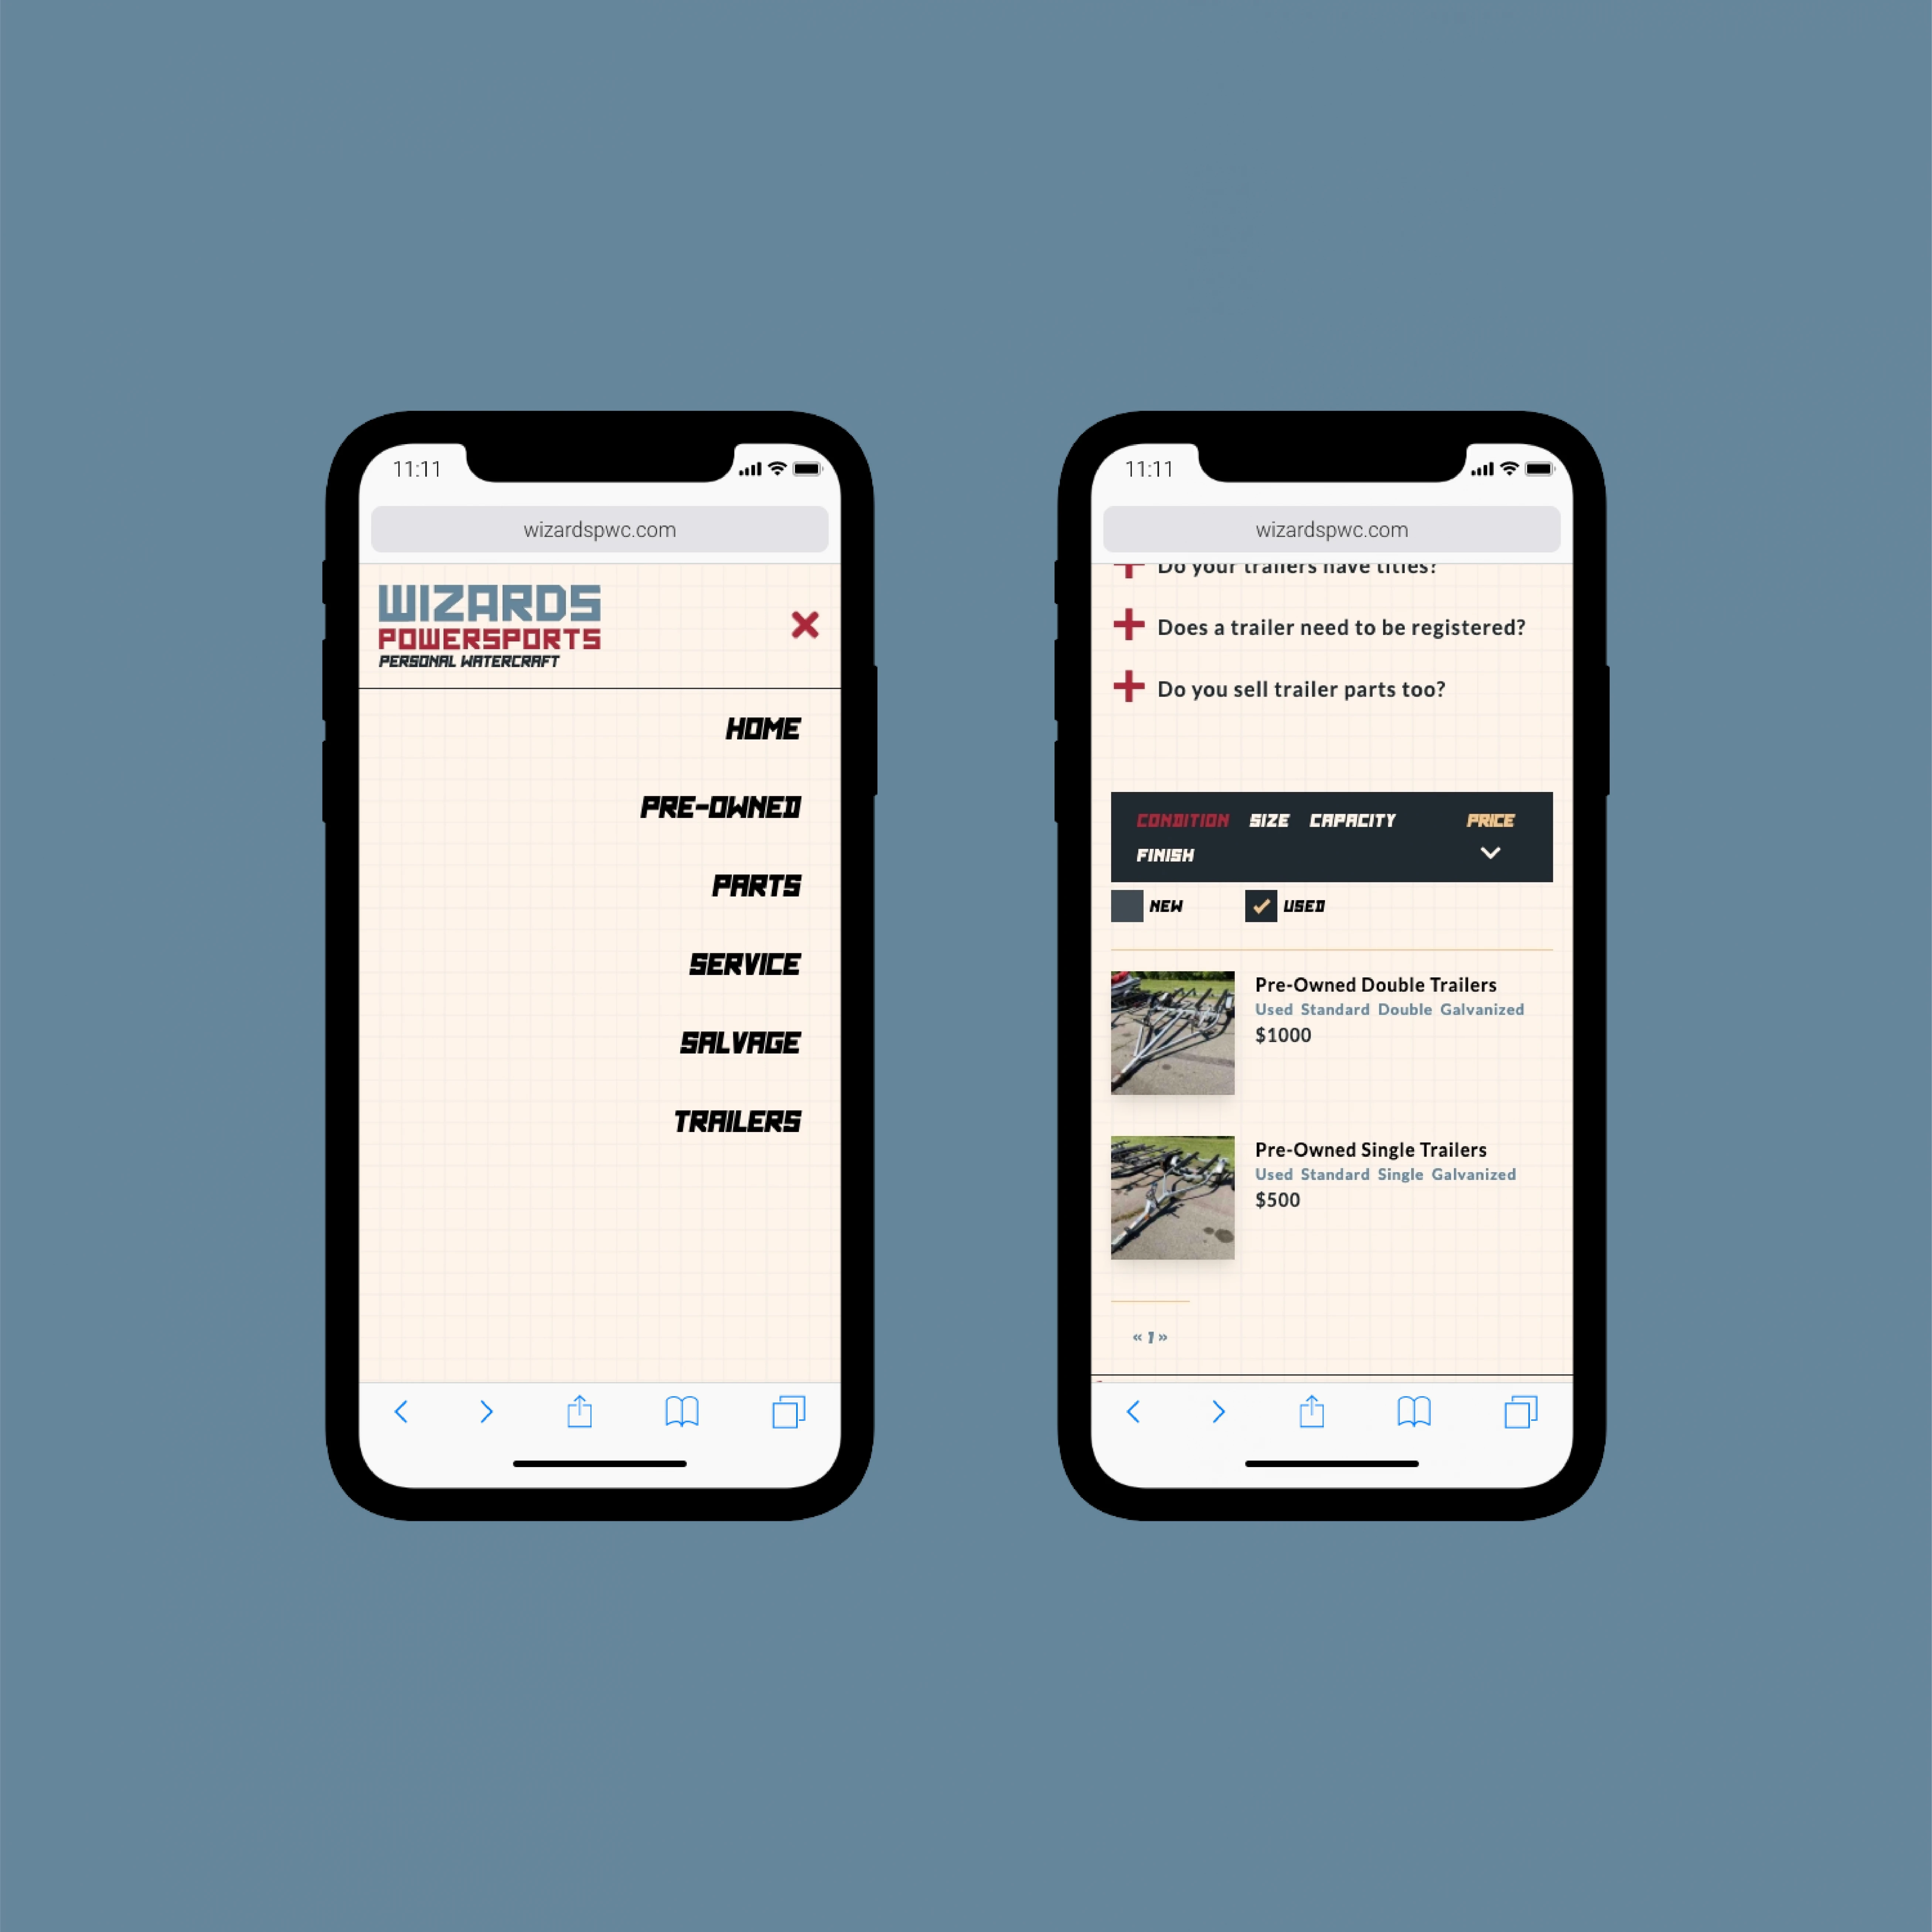 11:11
wizardspwc.com
WIZARDS
POWERSPORTS
PERSONAL WATERCRAFT
HOME
PRE-OWNED
PARTS
SERVICE
SALVAGE
TRAILERS
11:11
wizardspwc.com
Do your trailers have titles?
Does a trailer need to be registered?
Do you sell trailer parts too?
CONDITION SIZE CAPACITY PRICE
FINISH
NEW USED
Pre-Owned Double Trailers
Used Standard Double Galvanized
$1000
Pre-Owned Single Trailers
Used Standard Single Galvanized
$500
« 1 »